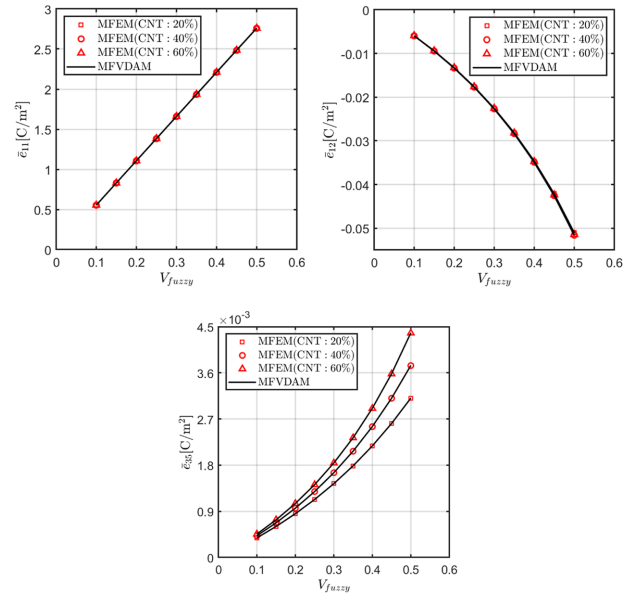 3
2.5
2
1.5
1
0.5
0
ē₁₁[C/m²]
MFEM(CNT : 20%)
MFEM(CNT : 40%)
MFEM(CNT : 60%)
MFVDAM
0 0.1 0.2 0.3 0.4 0.5 0.6
V_fuzzy
0
-0.01
-0.02
-0.03
-0.04
-0.05
ē₁₂[C/m²]
MFEM(CNT : 20%)
MFEM(CNT : 40%)
MFEM(CNT : 60%)
MFVDAM
0 0.1 0.2 0.3 0.4 0.5 0.6
V_fuzzy
×10⁻³
4.5
3.6
2.7
1.8
0.9
0
ē₃₅[C/m²]
MFEM(CNT : 20%)
MFEM(CNT : 40%)
MFEM(CNT : 60%)
MFVDAM
0 0.1 0.2 0.3 0.4 0.5 0.6
V_fuzzy